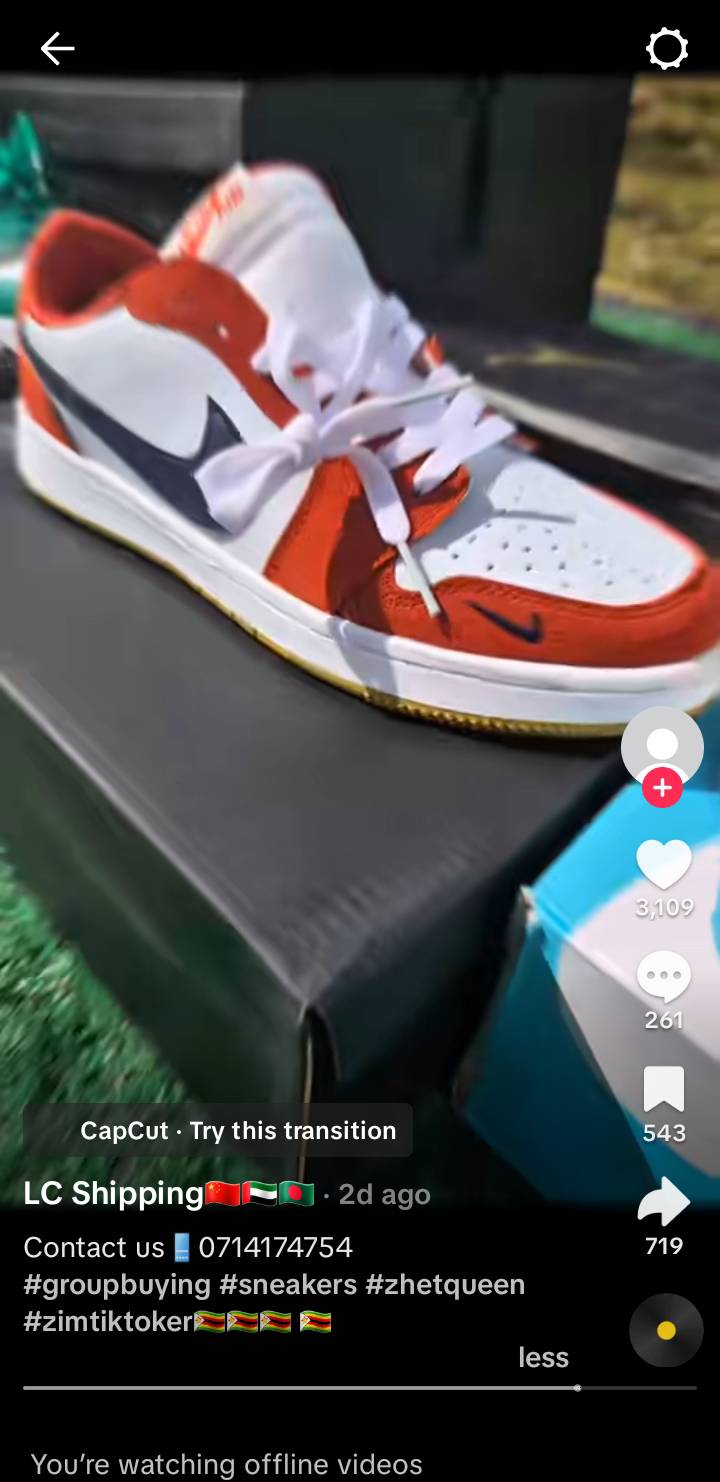 3,109
261
543
CapCut · Try this transition
LC Shipping🇨🇳🇦🇪🇧🇩 · 2d ago
719
Contact us📱0714174754
#groupbuying #sneakers #zhetqueen
#zimtiktoker🇿🇼🇿🇼🇿🇼 🇿🇼
less
You’re watching offline videos